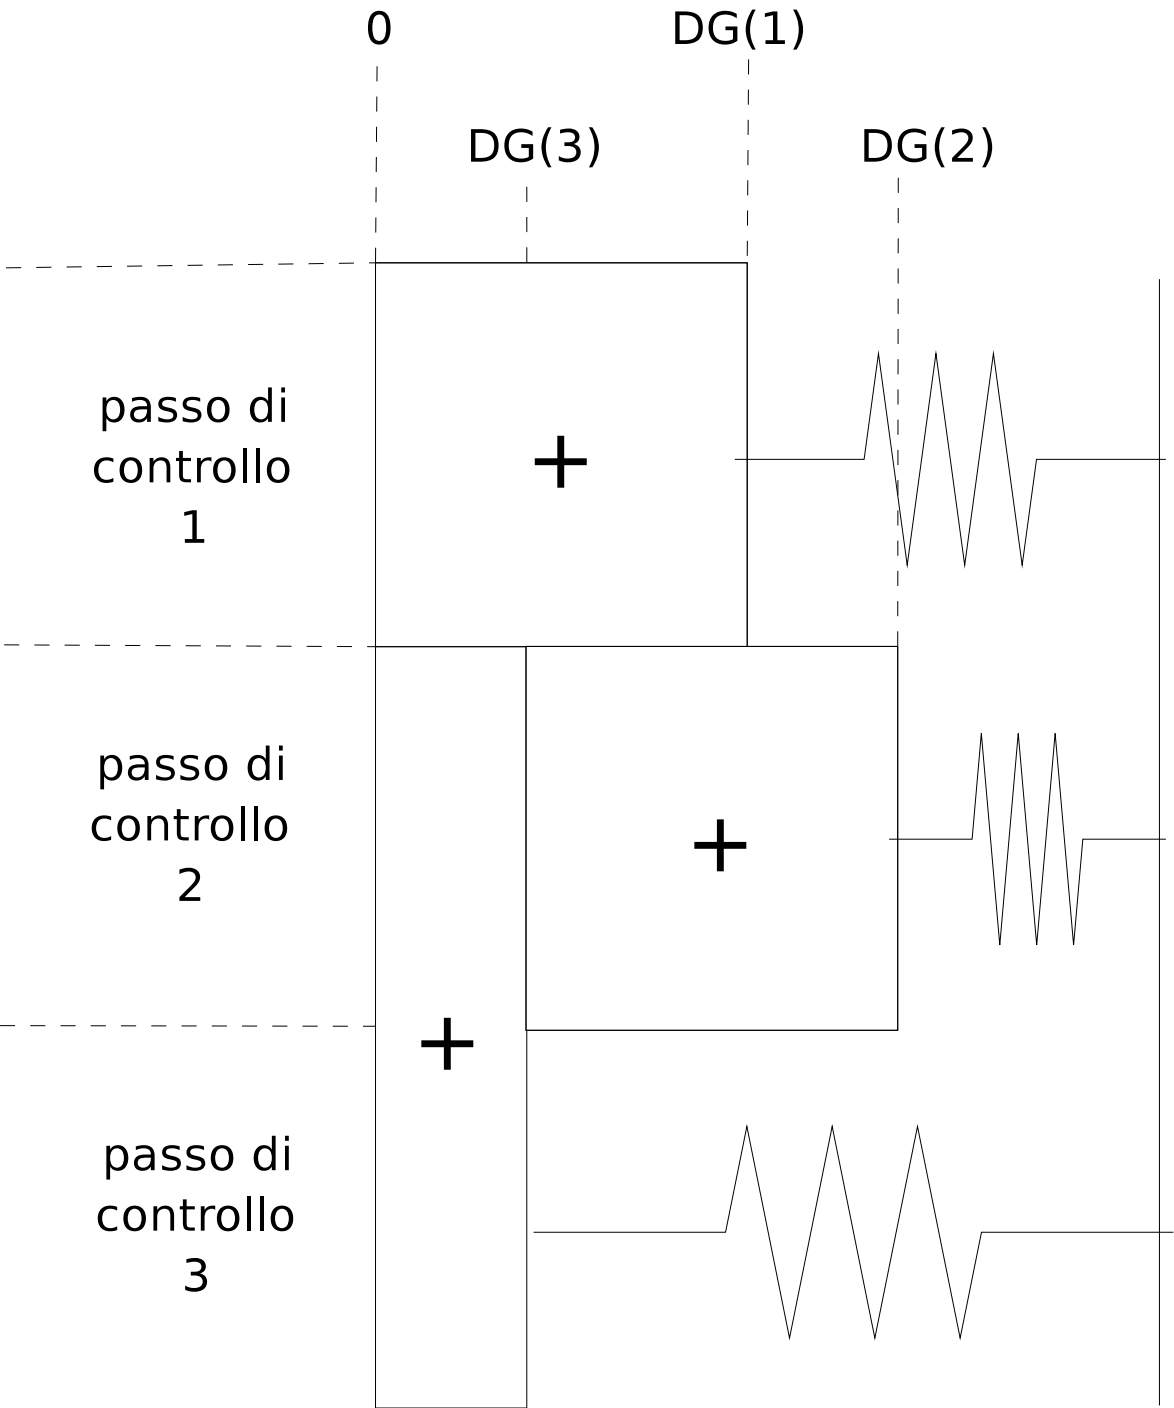 0
DG(1)
DG(3)
DG(2)
passo di
controllo
1
+
passo di
controllo
2
+
+
passo di
controllo
3